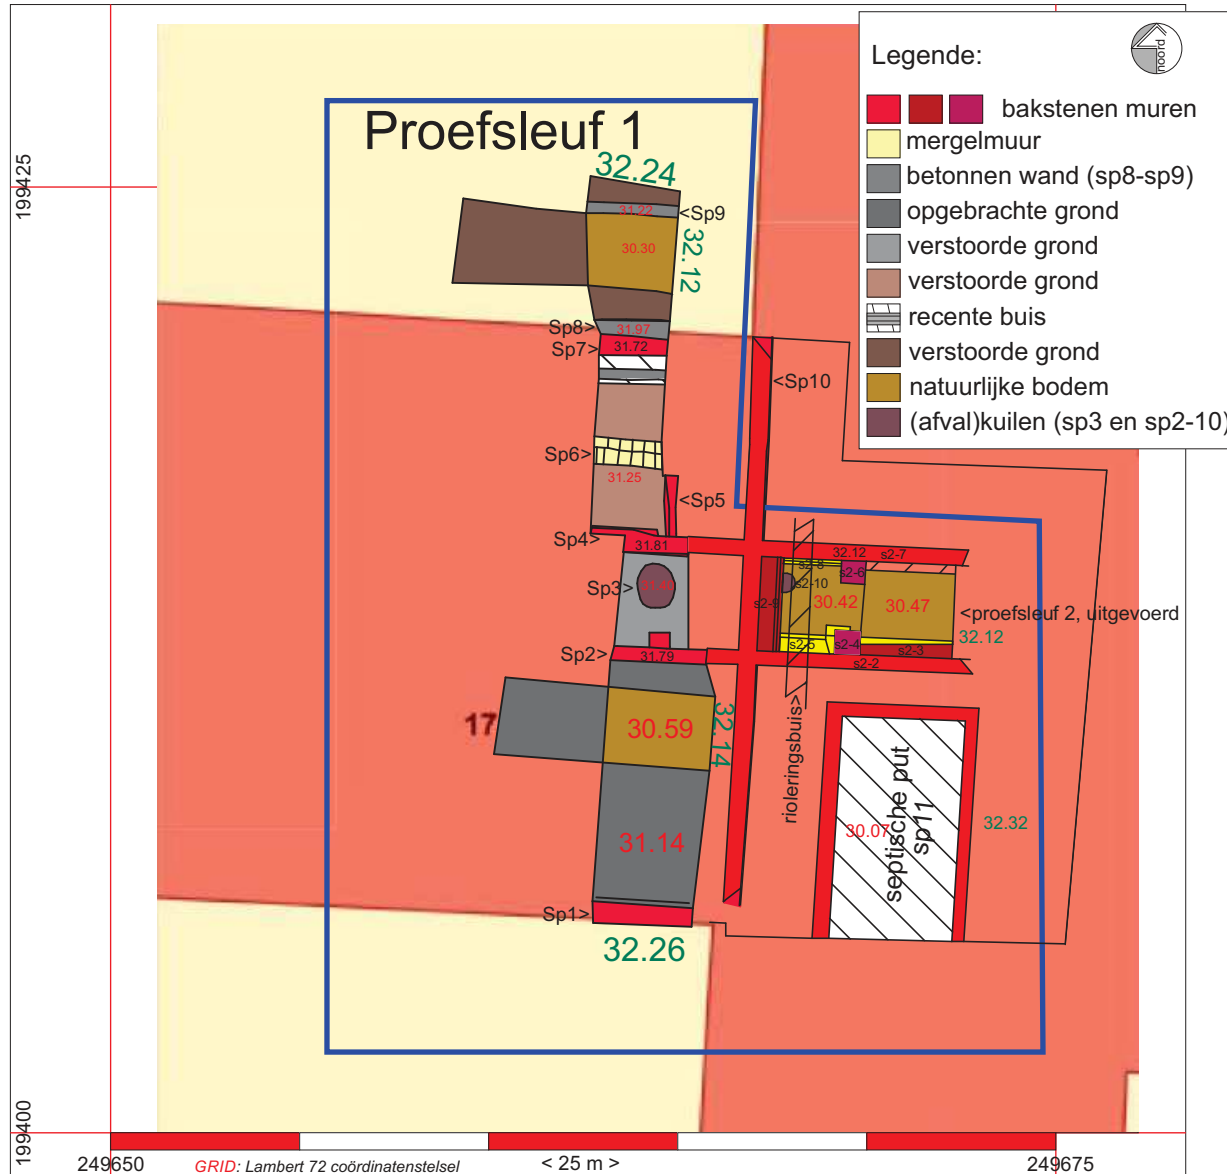 Proefsleuf 1
Legende:
noord
bakstenen muren
mergelmuur
betonnen wand (sp8-sp9)
opgebrachte grond
verstoorde grond
verstoorde grond
recente buis
verstoorde grond
natuurlijke bodem
(afval)kuilen (sp3 en sp2-10)
199425
32.24
31.22
<Sp9
30.30
32.12
Sp8>
31.97
Sp7>
31.72
<Sp10
Sp6>
31.25
<Sp5
Sp4>
31.81
32.12
s2-7
s2-8
s2-6
s2-10
Sp3>
s2-9
30.42
30.47
<proefsleuf 2, uitgevoerd
32.12
s2-5
s2-4
s2-3
Sp2>
31.79
s2-2
17
30.59
32.14
rioleringsbuis>
31.14
septische put
sp11
30.07
32.32
Sp1>
32.26
199400
249650
GRID: Lambert 72 coördinatenstelsel
< 25 m >
249675